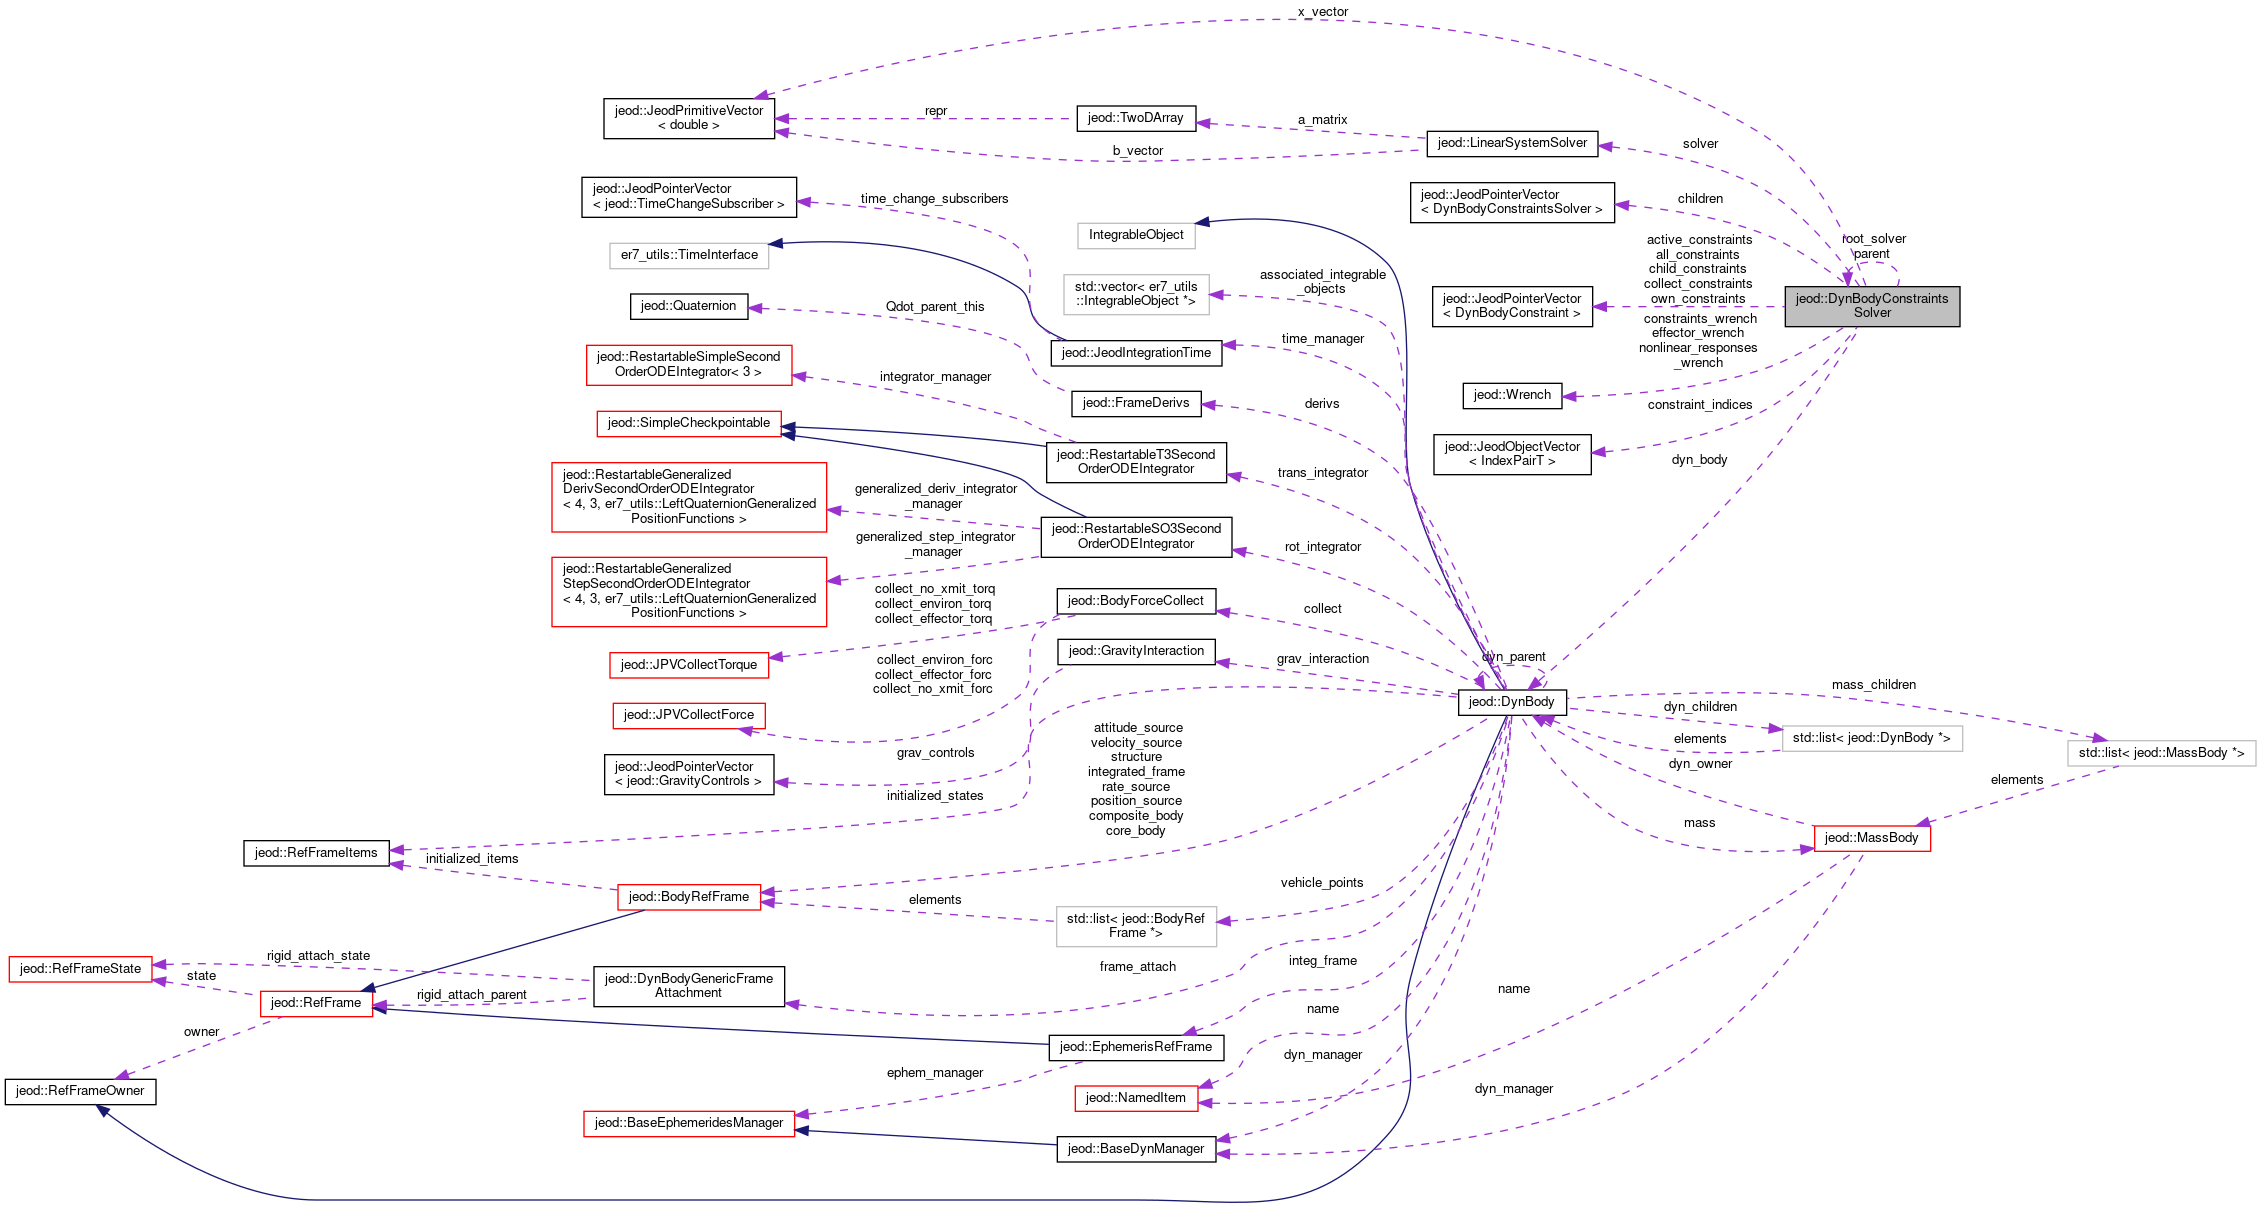 x_vector
jeod::JeodPrimitiveVector
< double >
repr
jeod::TwoDArray
a_matrix
b_vector
jeod::LinearSystemSolver
solver
jeod::JeodPointerVector
< jeod::TimeChangeSubscriber >
time_change_subscribers
jeod::JeodPointerVector
< DynBodyConstraintsSolver >
children
IntegrableObject
er7_utils::TimeInterface
active_constraints
all_constraints
child_constraints
collect_constraints
own_constraints
root_solver
parent
jeod::DynBodyConstraints
Solver
std::vector< er7_utils
::IntegrableObject *>
associated_integrable
_objects
jeod::JeodPointerVector
< DynBodyConstraint >
jeod::Quaternion
Qdot_parent_this
constraints_wrench
effector_wrench
nonlinear_responses
_wrench
jeod::JeodIntegrationTime
time_manager
jeod::RestartableSimpleSecond
OrderODEIntegrator< 3 >
integrator_manager
jeod::Wrench
jeod::FrameDerivs
derivs
constraint_indices
jeod::SimpleCheckpointable
jeod::RestartableT3Second
OrderODEIntegrator
trans_integrator
jeod::JeodObjectVector
< IndexPairT >
dyn_body
jeod::RestartableGeneralized
DerivSecondOrderODEIntegrator
< 4, 3, er7_utils::LeftQuaternionGeneralized
PositionFunctions >
generalized_deriv_integrator
_manager
generalized_step_integrator
_manager
jeod::RestartableSO3Second
OrderODEIntegrator
rot_integrator
jeod::RestartableGeneralized
StepSecondOrderODEIntegrator
< 4, 3, er7_utils::LeftQuaternionGeneralized
PositionFunctions >
collect_no_xmit_torq
collect_environ_torq
collect_effector_torq
jeod::BodyForceCollect
collect
jeod::JPVCollectTorque
collect_environ_forc
collect_effector_forc
collect_no_xmit_forc
jeod::GravityInteraction
grav_interaction
dyn_parent
jeod::DynBody
mass_children
jeod::JPVCollectForce
dyn_children
elements
std::list< jeod::DynBody *>
std::list< jeod::MassBody *>
dyn_owner
elements
jeod::JeodPointerVector
< jeod::GravityControls >
grav_controls
attitude_source
velocity_source
structure
integrated_frame
rate_source
position_source
composite_body
core_body
initialized_states
mass
jeod::MassBody
jeod::RefFrameItems
initialized_items
jeod::BodyRefFrame
elements
std::list< jeod::BodyRef
Frame *>
vehicle_points
jeod::RefFrameState
rigid_attach_state
state
jeod::RefFrame
rigid_attach_parent
jeod::DynBodyGenericFrame
Attachment
frame_attach
integ_frame
name
name
owner
jeod::EphemerisRefFrame
dyn_manager
ephem_manager
jeod::RefFrameOwner
jeod::NamedItem
dyn_manager
jeod::BaseEphemeridesManager
jeod::BaseDynManager